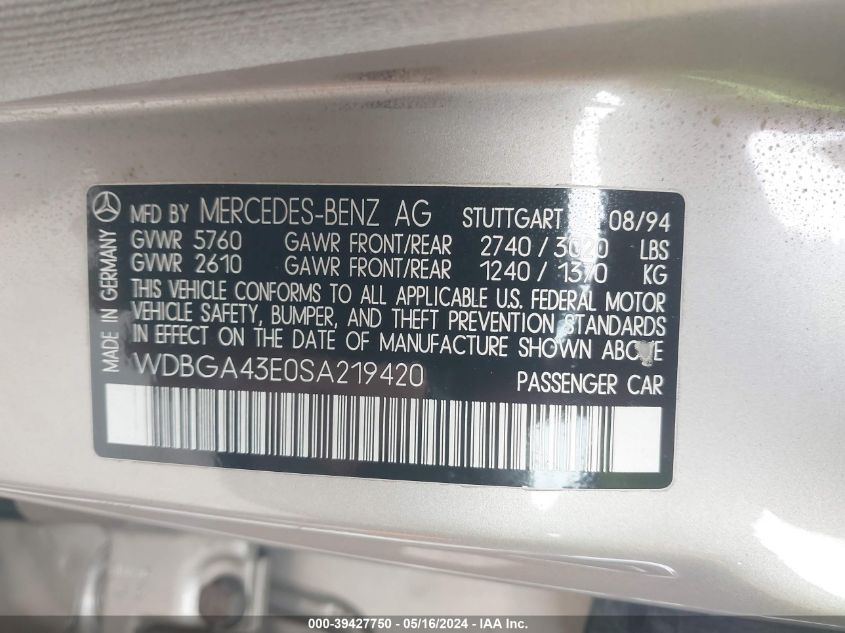 MADE IN GERMANY
MFD BY MERCEDES-BENZ AG STUTTGART 08/94
GVWR 5760 GAWR FRONT/REAR 2740 / 3020 LBS
GVWR 2610 GAWR FRONT/REAR 1240 / 1370 KG
THIS VEHICLE CONFORMS TO ALL APPLICABLE U.S. FEDERAL MOTOR
VEHICLE SAFETY, BUMPER, AND THEFT PREVENTION STANDARDS
IN EFFECT ON THE DATE OF MANUFACTURE SHOWN ABOVE
WDBGA43E0SA219420 PASSENGER CAR
000-39427750 - 05/16/2024 - IAA Inc.